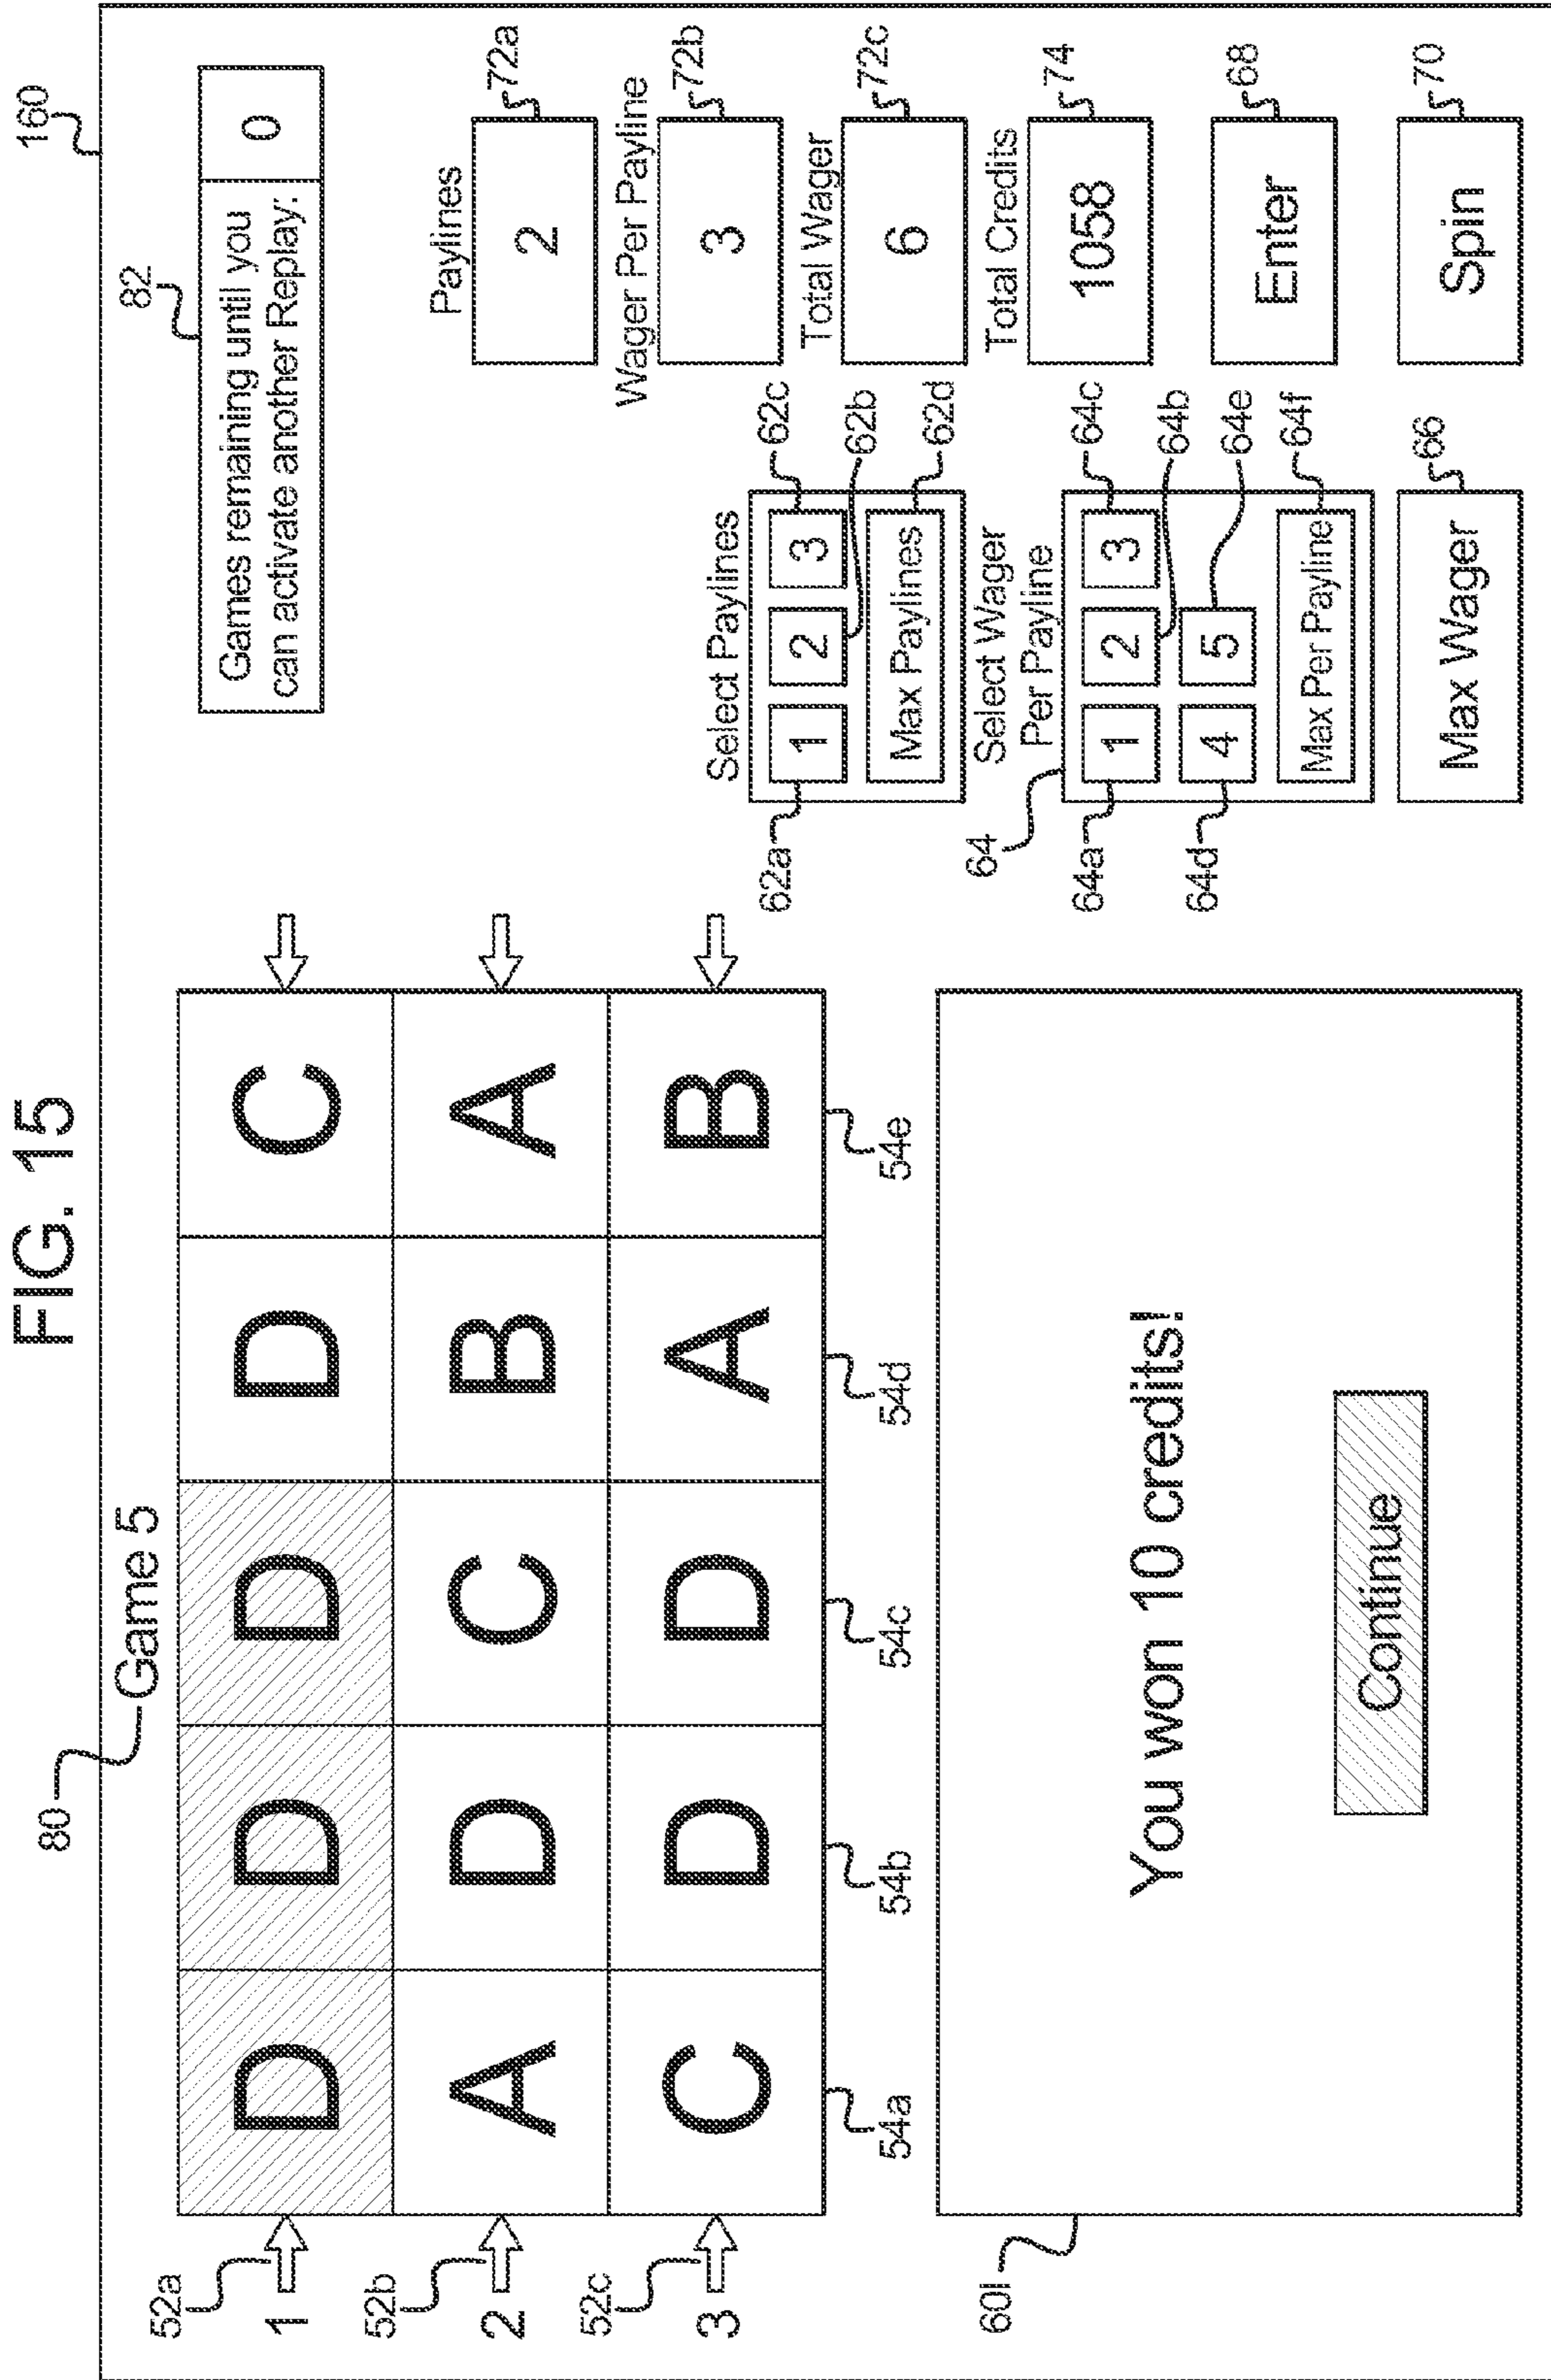 FIG. 15
160
80
Game 5
82
Games remaining until you
can activate another Replay:
0
52a
1
D D D D C
52b
2
A D C B A
52c
3
C D D A B
54a 54b 54c 54d 54e
Paylines
2
72a
Wager Per Payline
3
72b
Total Wager
6
72c
Total Credits
1058
74
Enter
68
Spin
70
Select Paylines
1 2 3
Max Paylines
62a
62c
62b
62d
Select Wager
Per Payline
64
1 2 3
4 5
Max Per Payline
64a
64d
64c
64b
64e
64f
Max Wager
66
60l
You won 10 credits!
Continue